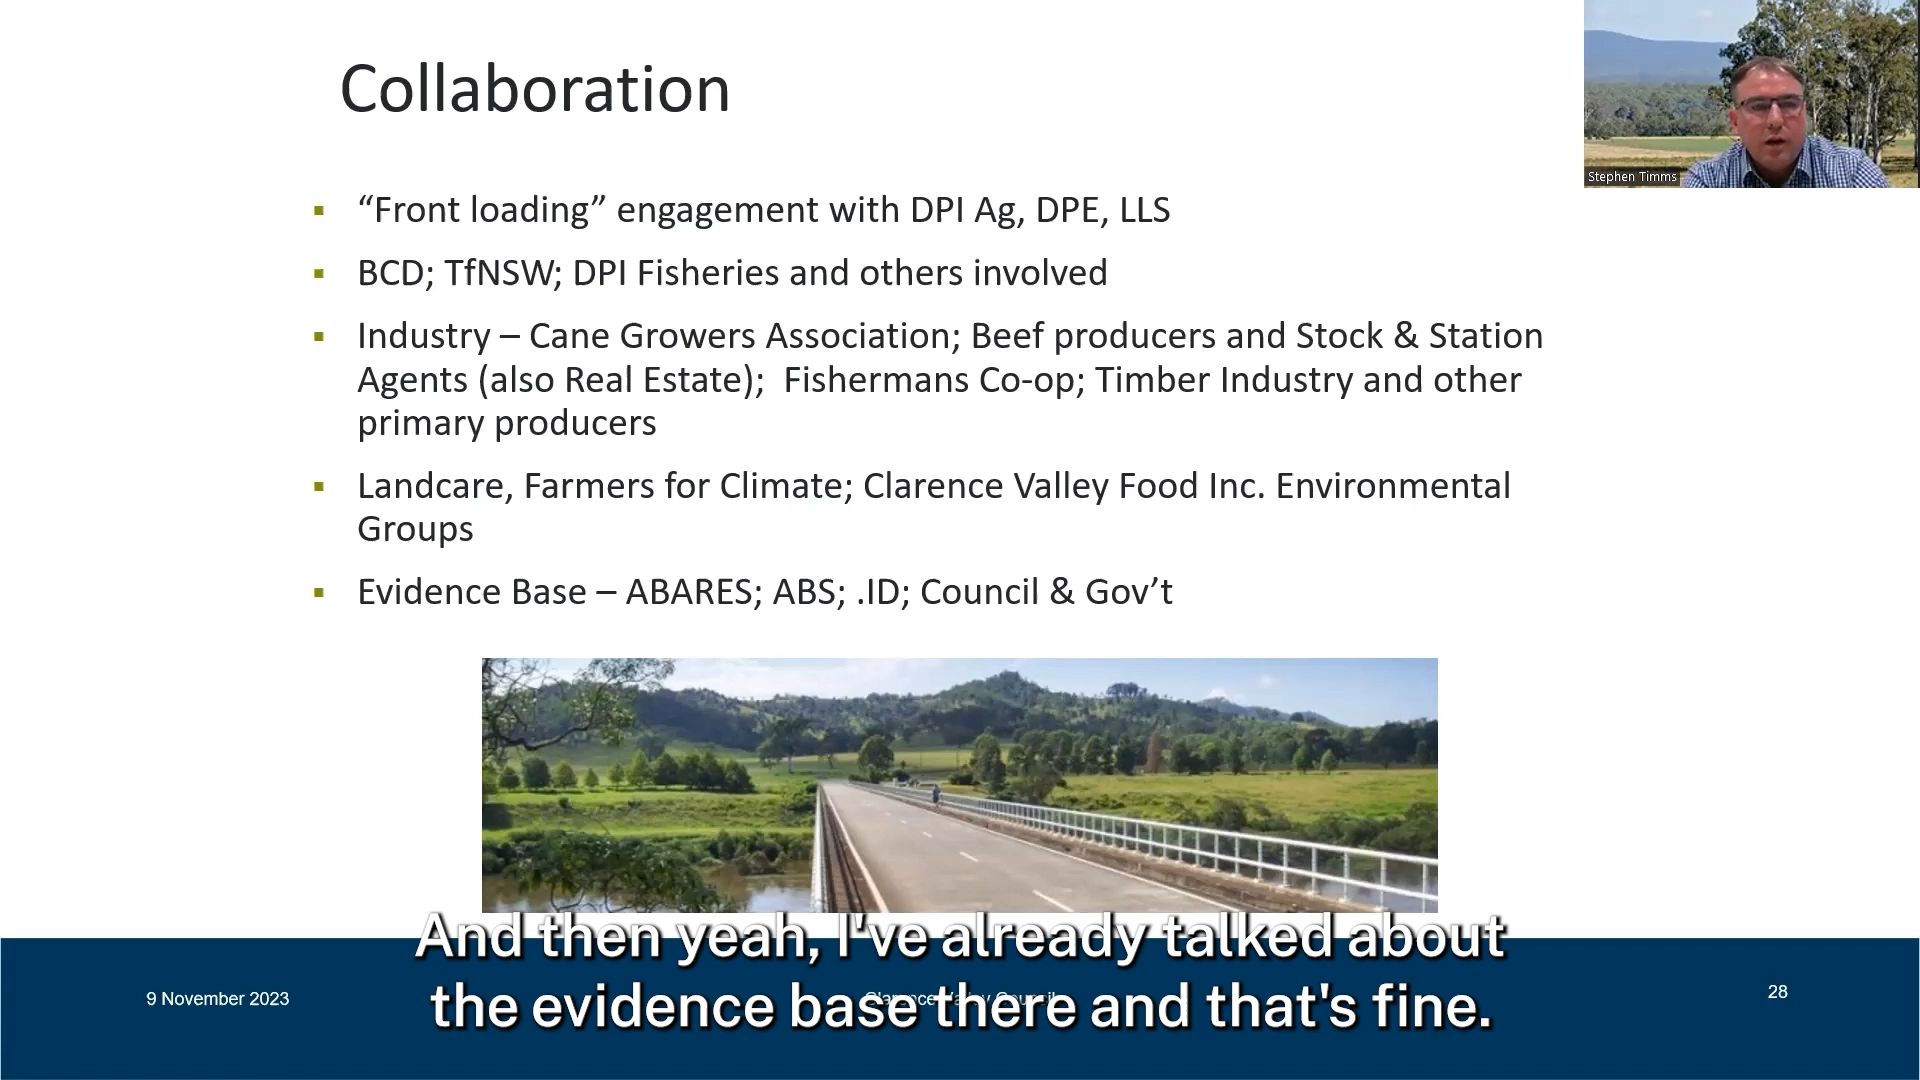 Collaboration
Stephen Timms
▪ “Front loading” engagement with DPI Ag, DPE, LLS
▪ BCD; TfNSW; DPI Fisheries and others involved
▪ Industry – Cane Growers Association; Beef producers and Stock & Station
Agents (also Real Estate);  Fishermans Co-op; Timber Industry and other
primary producers
▪ Landcare, Farmers for Climate; Clarence Valley Food Inc. Environmental
Groups
▪ Evidence Base – ABARES; ABS; .ID; Council & Gov’t
And then yeah, I've already talked about
the evidence base there and that's fine.
9 November 2023
Clarence Valley Council
28